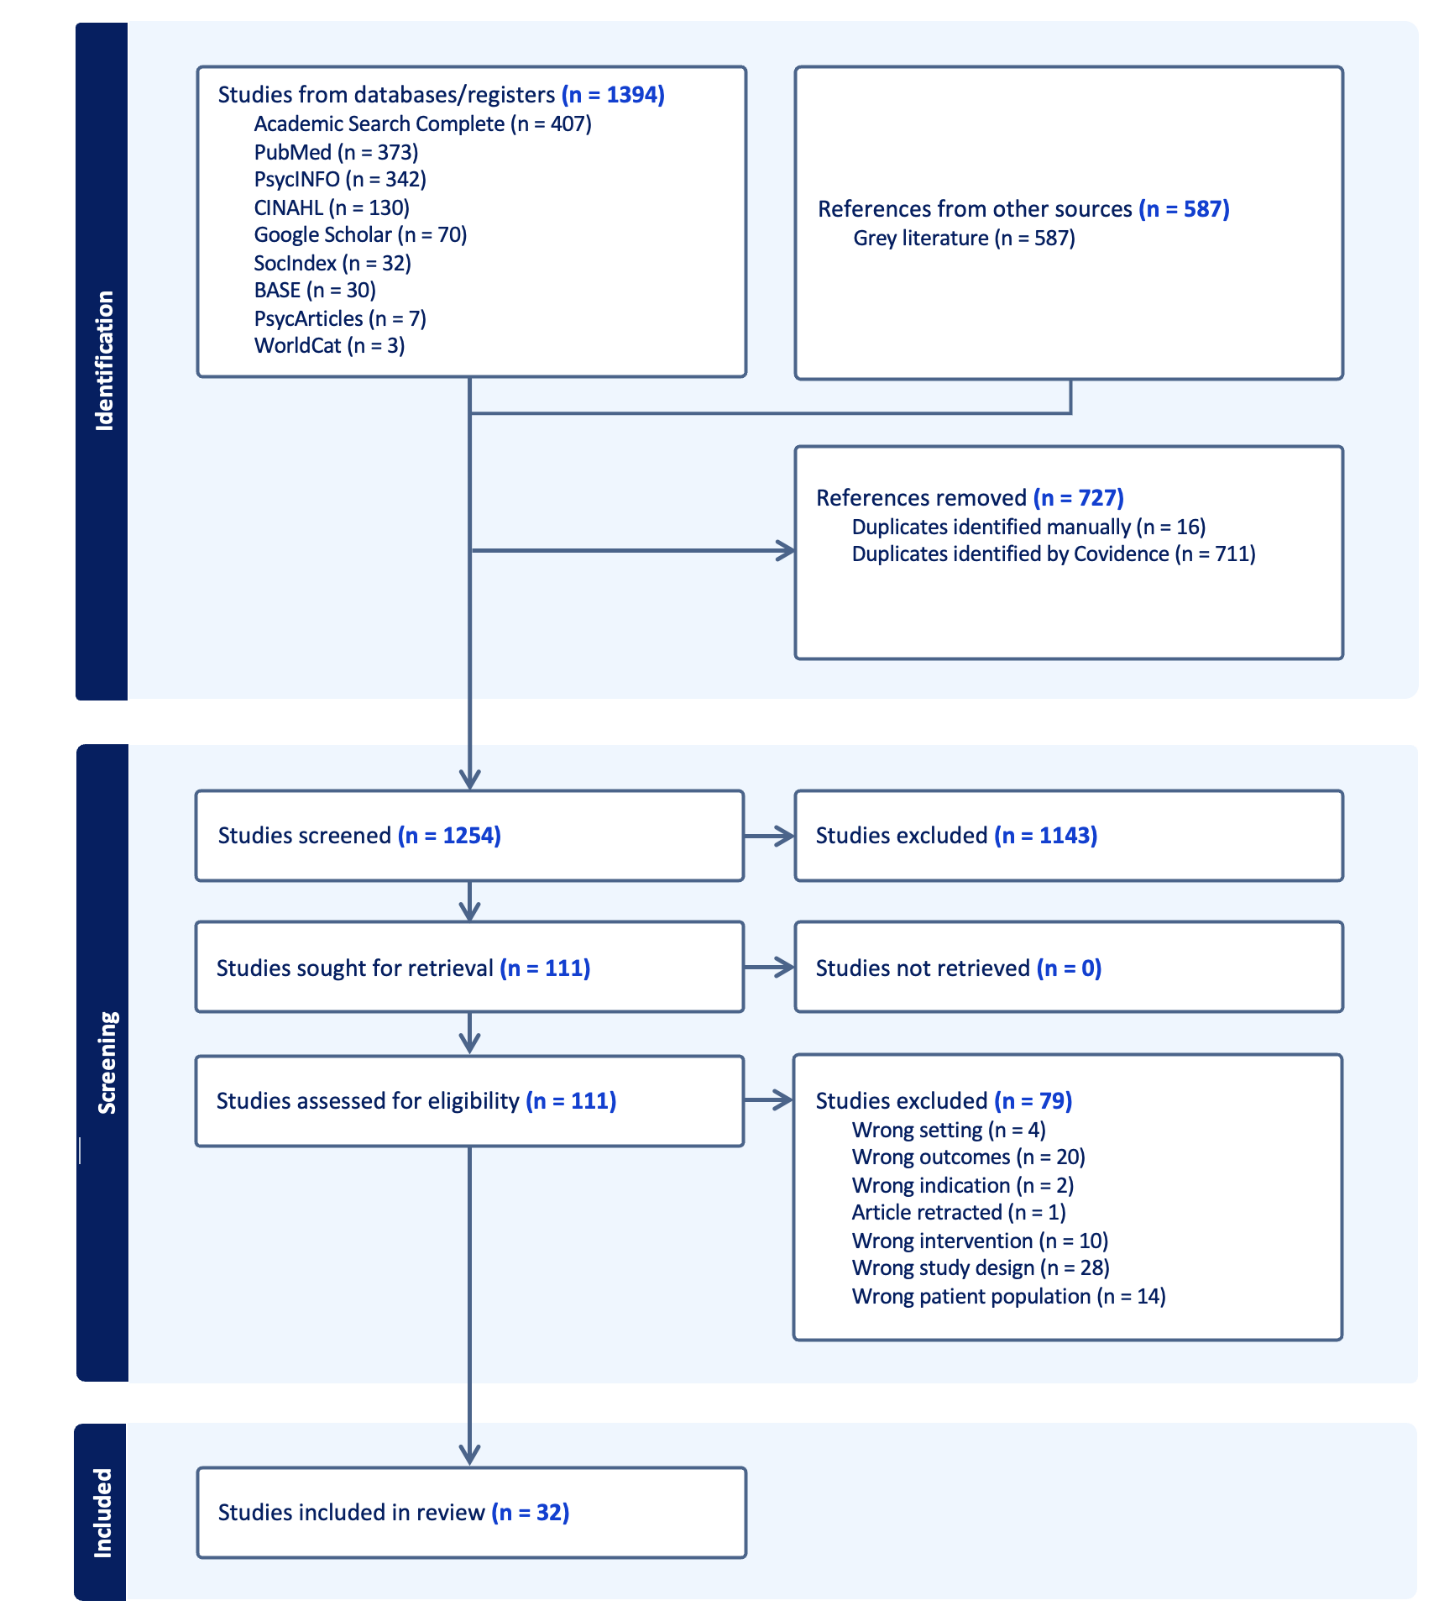 Identification
Studies from databases/registers (n = 1394)
Academic Search Complete (n = 407)
PubMed (n = 373)
PsycINFO (n = 342)
CINAHL (n = 130)
Google Scholar (n = 70)
SocIndex (n = 32)
BASE (n = 30)
PsycArticles (n = 7)
WorldCat (n = 3)
References from other sources (n = 587)
Grey literature (n = 587)
References removed (n = 727)
Duplicates identified manually (n = 16)
Duplicates identified by Covidence (n = 711)
Screening
Studies screened (n = 1254)
Studies excluded (n = 1143)
Studies sought for retrieval (n = 111)
Studies not retrieved (n = 0)
Studies assessed for eligibility (n = 111)
Studies excluded (n = 79)
Wrong setting (n = 4)
Wrong outcomes (n = 20)
Wrong indication (n = 2)
Article retracted (n = 1)
Wrong intervention (n = 10)
Wrong study design (n = 28)
Wrong patient population (n = 14)
Included
Studies included in review (n = 32)